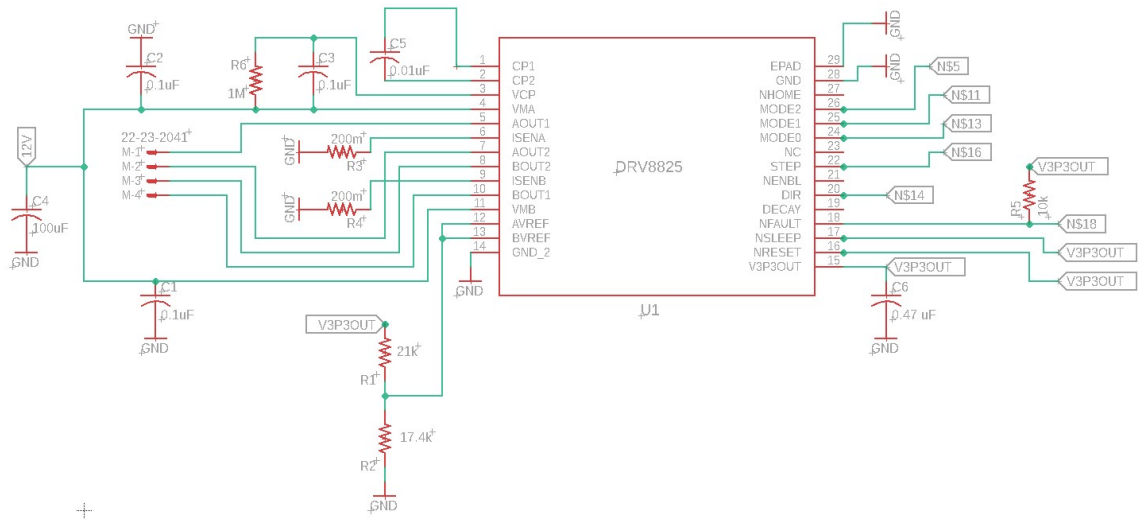 GND
C2
0.1uF
R6
1M
C3
0.1uF
C5
0.01uF
12V
C4
100uF
GND
22-23-2041
M-1
M-2
M-3
M-4
GND
200m
R3
GND
200m
R4
C1
0.1uF
GND
GND
V3P3OUT
21k
R1
17.4k
R2
GND
1 CP1
2 CP2
3 VCP
4 VMA
5 AOUT1
6 ISENA
7 AOUT2
8 BOUT2
9 ISENB
10 BOUT1
11 VMB
12 AVREF
13 BVREF
14 GND_2
DRV8825
U1
EPAD 29
GND 28
NHOME 27
MODE2 26
MODE1 25
MODE0 24
NC 23
STEP 22
NENBL 21
DIR 20
DECAY 19
NFAULT 18
NSLEEP 17
NRESET 16
V3P3OUT 15
GND
GND
N$5
N$11
N$13
N$16
N$14
V3P3OUT
R5
10k
N$18
V3P3OUT
V3P3OUT
V3P3OUT
C6
0.47 uF
GND